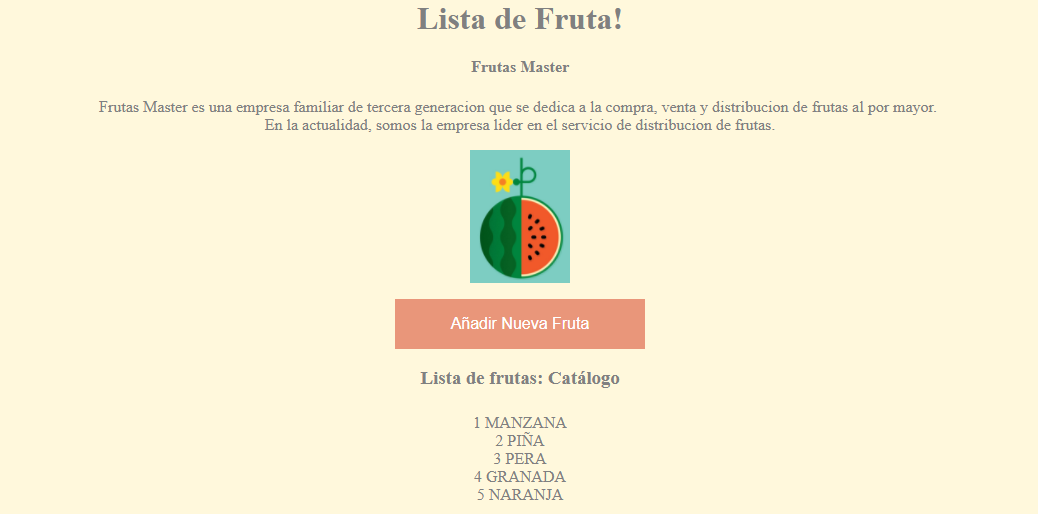 Lista de Fruta!
Frutas Master
Frutas Master es una empresa familiar de tercera generacion que se dedica a la compra, venta y distribucion de frutas al por mayor.
En la actualidad, somos la empresa lider en el servicio de distribucion de frutas.
Añadir Nueva Fruta
Lista de frutas: Catálogo
1 MANZANA
2 PIÑA
3 PERA
4 GRANADA
5 NARANJA